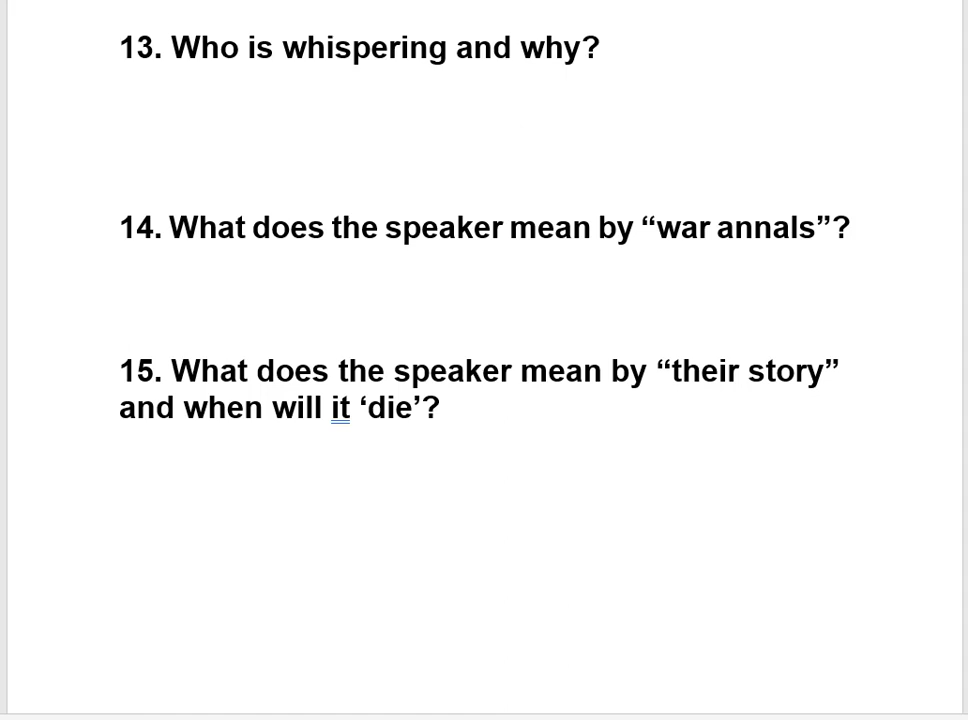 13. Who is whispering and why?
14. What does the speaker mean by “war annals”?
15. What does the speaker mean by “their story”
and when will it ‘die’?